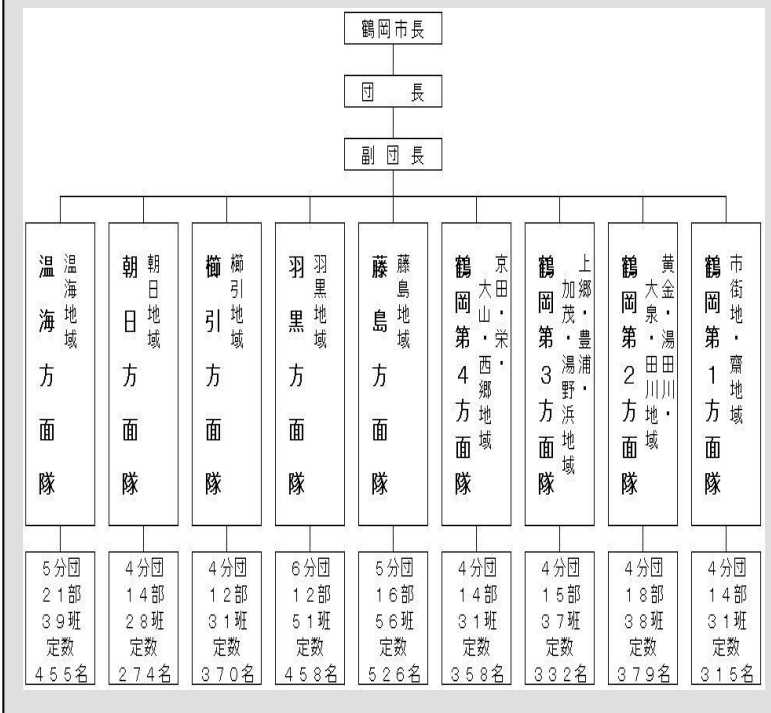 鶴岡市長
団　長
副団長
市街地・齋地域
鶴岡第１方面隊
黄金・湯田川・
大泉・田川地域
鶴岡第２方面隊
上郷・豊浦・
加茂・湯野浜地域
鶴岡第３方面隊
京田・栄・
大山・西郷地域
鶴岡第４方面隊
藤島地域
藤島方面隊
羽黒地域
羽黒方面隊
櫛引地域
櫛引方面隊
朝日地域
朝日方面隊
温海地域
温海方面隊
５分団
２１部
３９班
定数
４５５名
４分団
１４部
２８班
定数
２７４名
４分団
１２部
３１班
定数
３７０名
６分団
１２部
５１班
定数
４５８名
５分団
１６部
５６班
定数
５２６名
４分団
１４部
３１班
定数
３５８名
４分団
１５部
３７班
定数
３３２名
４分団
１８部
３８班
定数
３７９名
４分団
１４部
３１班
定数
３１５名